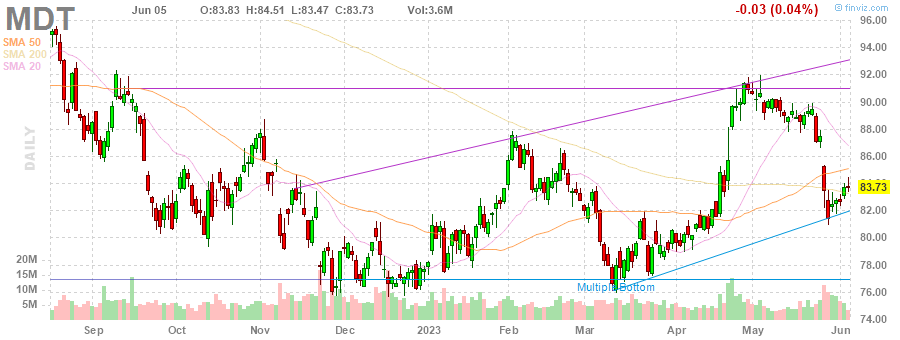 MDT Jun 05 O:83.83 H:84.51 L:83.47 C:83.73 Vol:3.6M -0.03 (0.04%) © finviz.com
SMA 50
SMA 200
SMA 20
DAILY
96.00
94.00
92.00
90.00
88.00
86.00
83.73
82.00
80.00
78.00
76.00
74.00
20M
15M
10M
5M
Multiple Bottom
Sep Oct Nov Dec 2023 Feb Mar Apr May Jun